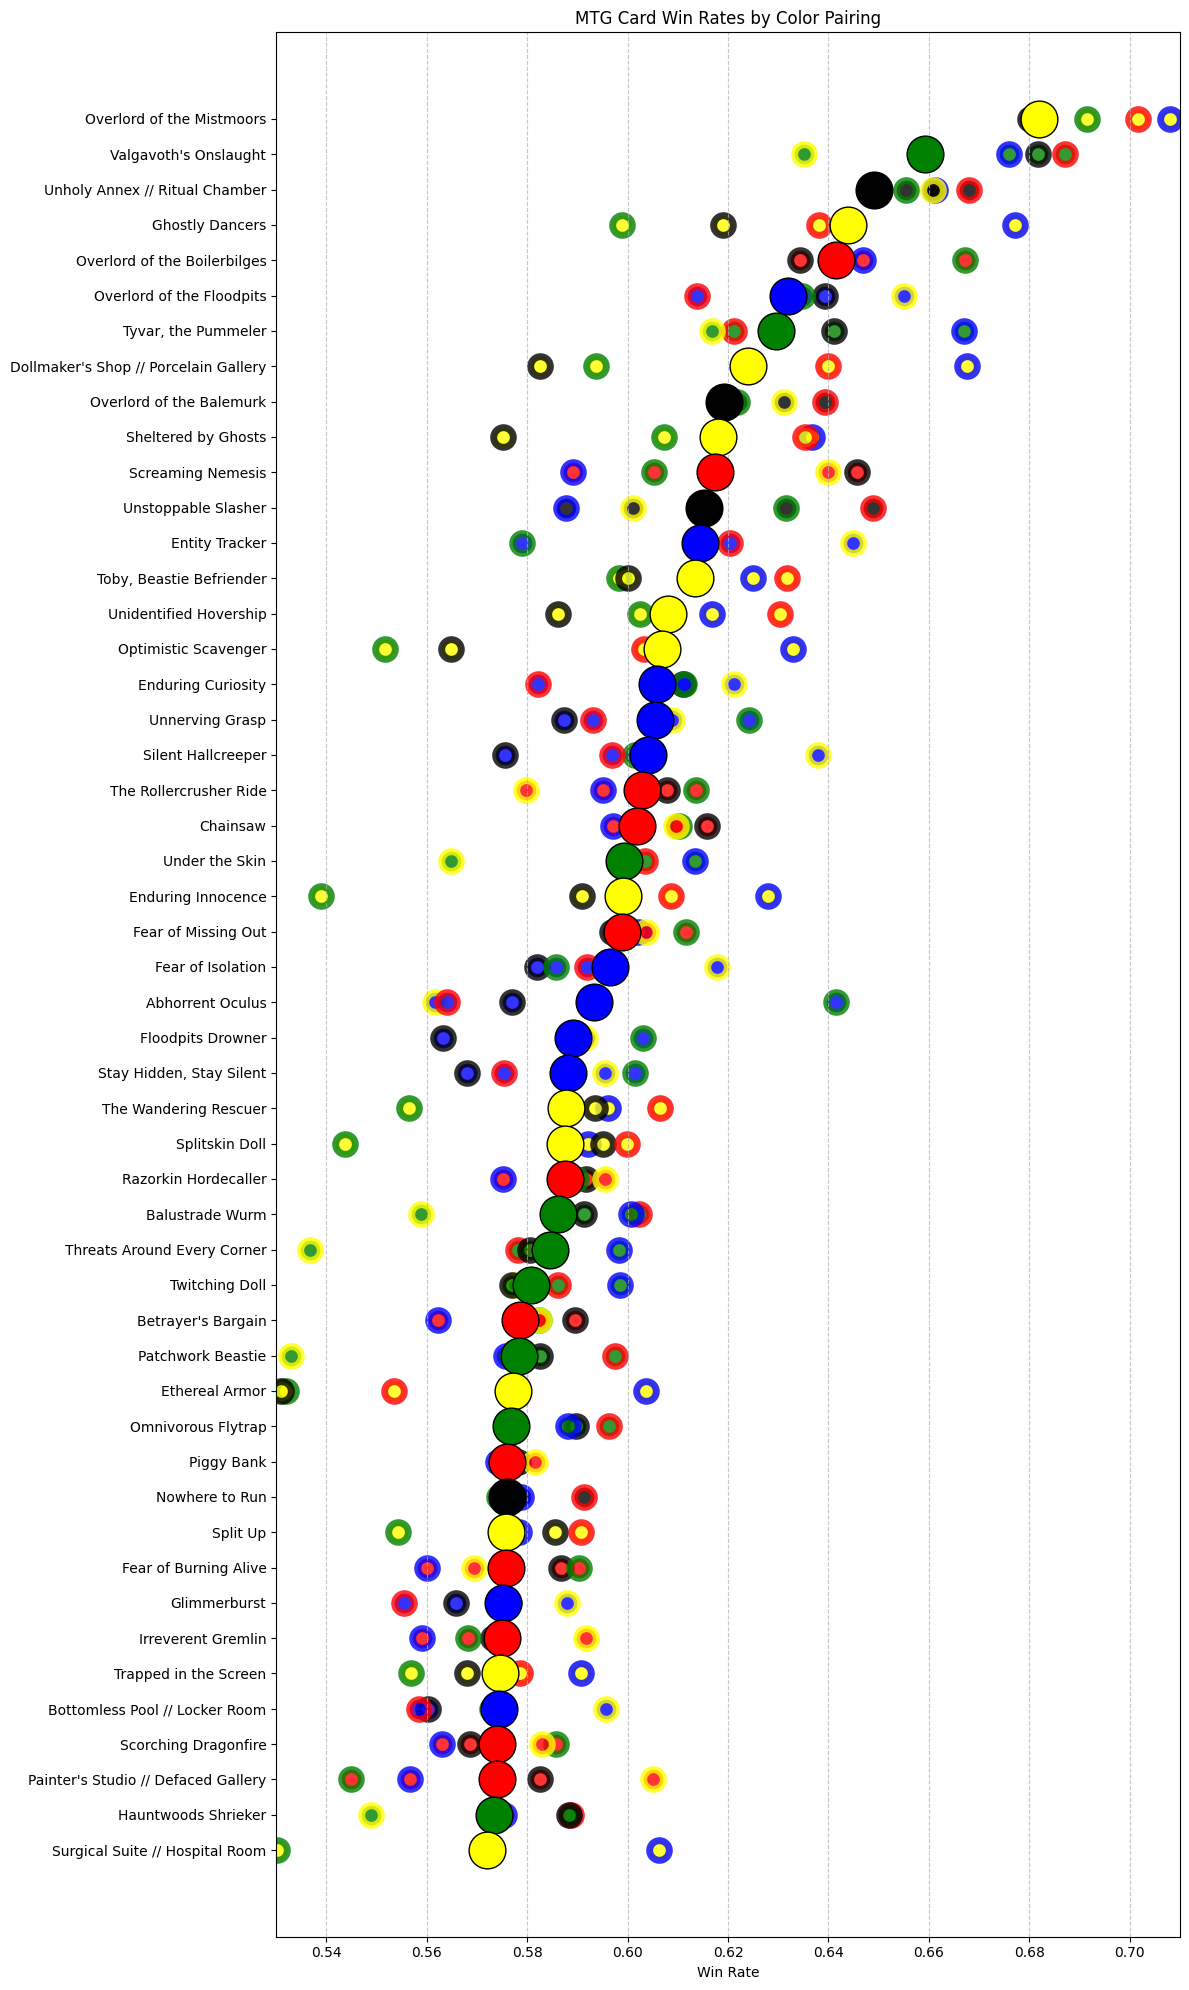 MTG Card Win Rates by Color Pairing
Overlord of the Mistmoors
Valgavoth's Onslaught
Unholy Annex // Ritual Chamber
Ghostly Dancers
Overlord of the Boilerbilges
Overlord of the Floodpits
Tyvar, the Pummeler
Dollmaker's Shop // Porcelain Gallery
Overlord of the Balemurk
Sheltered by Ghosts
Screaming Nemesis
Unstoppable Slasher
Entity Tracker
Toby, Beastie Befriender
Unidentified Hovership
Optimistic Scavenger
Enduring Curiosity
Unnerving Grasp
Silent Hallcreeper
The Rollercrusher Ride
Chainsaw
Under the Skin
Enduring Innocence
Fear of Missing Out
Fear of Isolation
Abhorrent Oculus
Floodpits Drowner
Stay Hidden, Stay Silent
The Wandering Rescuer
Splitskin Doll
Razorkin Hordecaller
Balustrade Wurm
Threats Around Every Corner
Twitching Doll
Betrayer's Bargain
Patchwork Beastie
Ethereal Armor
Omnivorous Flytrap
Piggy Bank
Nowhere to Run
Split Up
Fear of Burning Alive
Glimmerburst
Irreverent Gremlin
Trapped in the Screen
Bottomless Pool // Locker Room
Scorching Dragonfire
Painter's Studio // Defaced Gallery
Hauntwoods Shrieker
Surgical Suite // Hospital Room
0.54 0.56 0.58 0.60 0.62 0.64 0.66 0.68 0.70
Win Rate